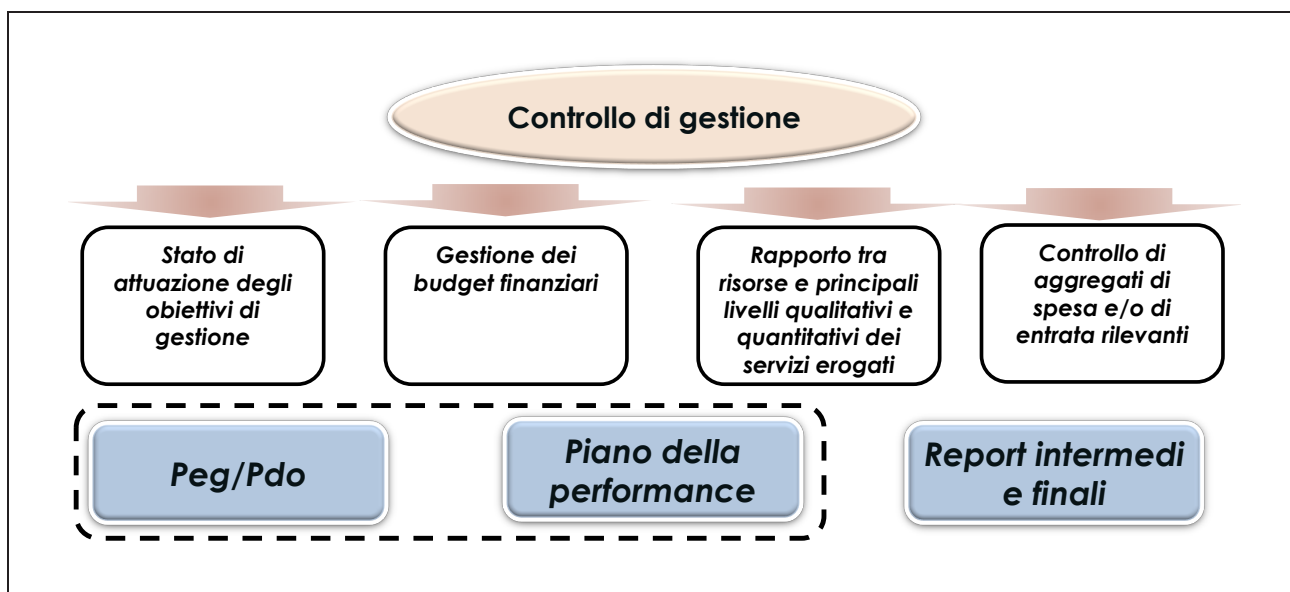 Controllo di gestione
Stato di
attuazione degli
obiettivi di
gestione
Gestione dei
budget finanziari
Rapporto tra
risorse e principali
livelli qualitativi e
quantitativi dei
servizi erogati
Controllo di
aggregati di
spesa e/o di
entrata rilevanti
Peg/Pdo
Piano della
performance
Report intermedi
e finali